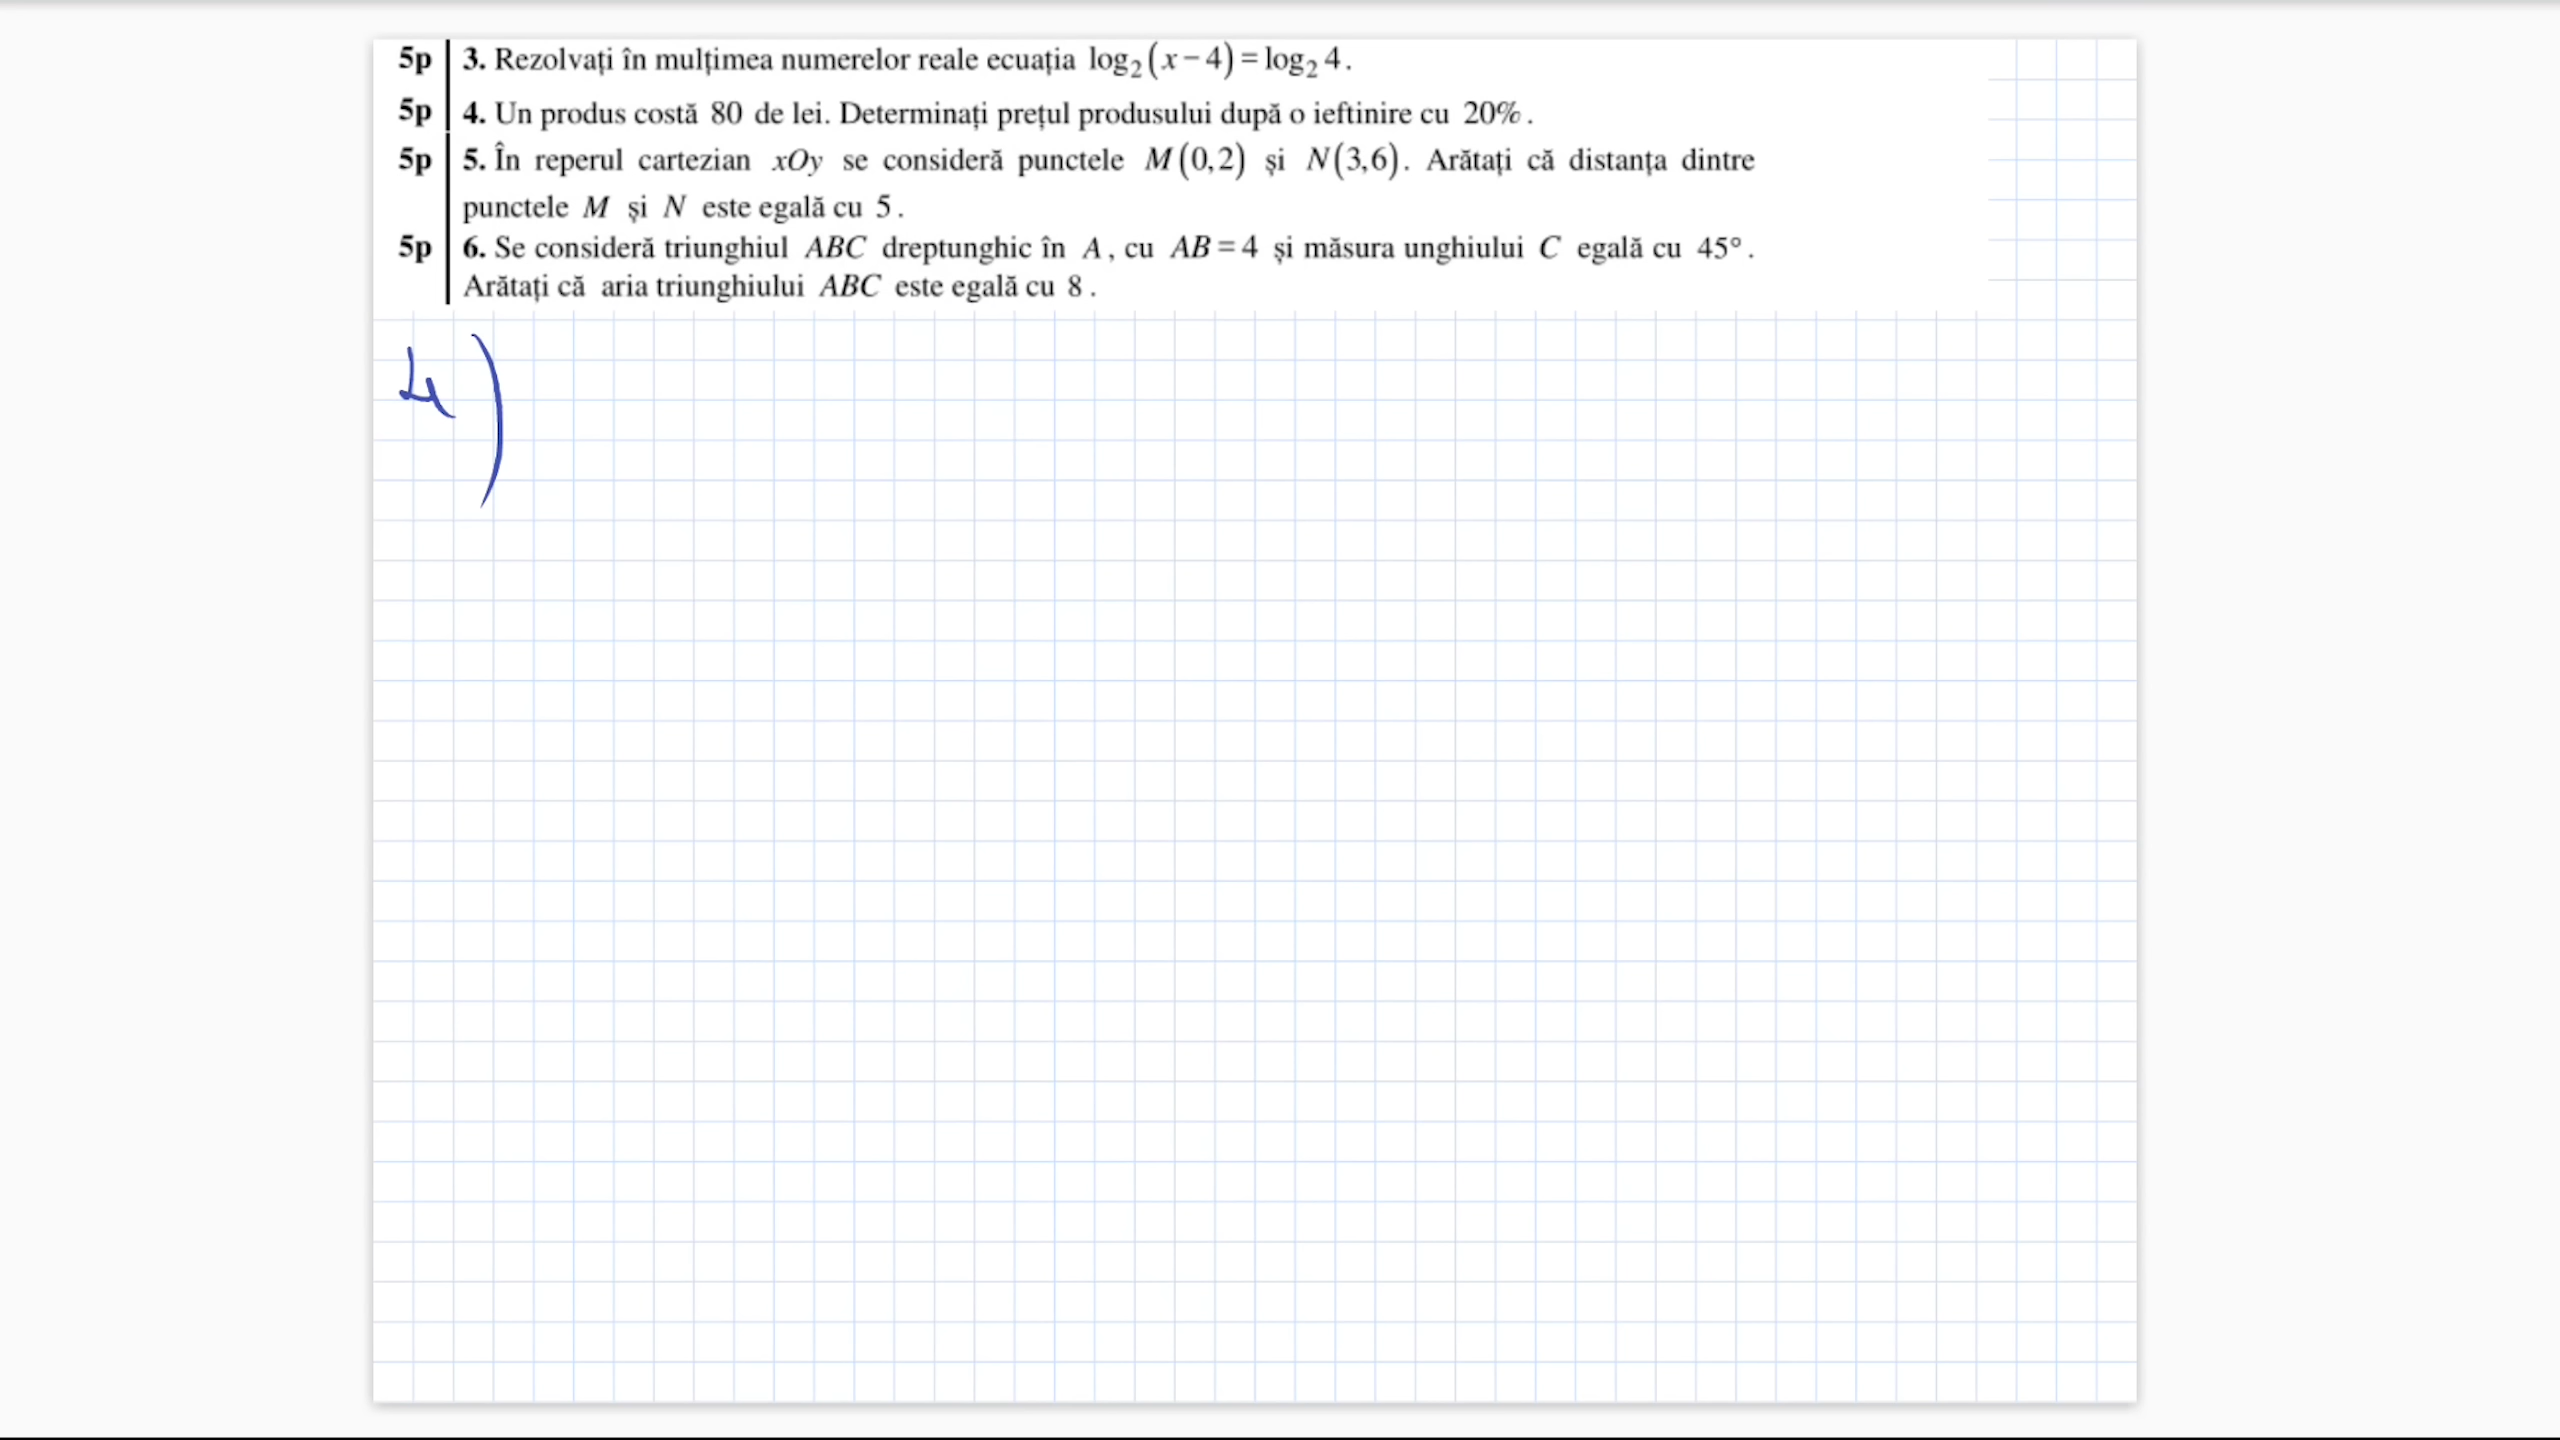 5p 3. Rezolvați în mulțimea numerelor reale ecuația log₂(x−4)=log₂4.
5p 4. Un produs costă 80 de lei. Determinați prețul produsului după o ieftinire cu 20%.
5p 5. În reperul cartezian xOy se consideră punctele M(0,2) și N(3,6). Arătați că distanța dintre
punctele M și N este egală cu 5.
5p 6. Se consideră triunghiul ABC dreptunghic în A, cu AB=4 și măsura unghiului C egală cu 45°.
Arătați că aria triunghiului ABC este egală cu 8.
4)